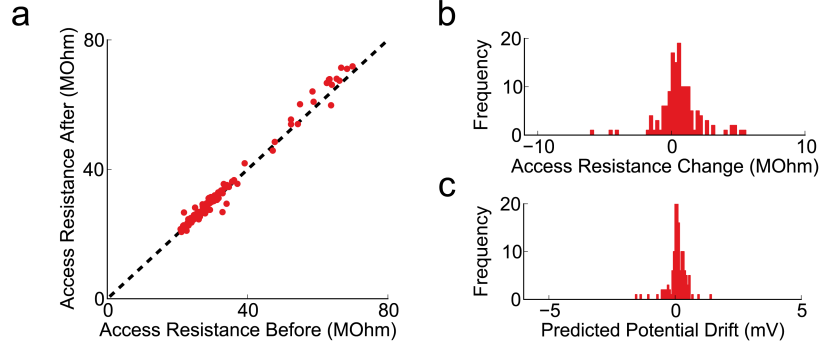 a
80
40
0
0
40
80
Access Resistance After (MOhm)
Access Resistance Before (MOhm)
b
20
10
0
−10
0
10
Frequency
Access Resistance Change (MOhm)
c
20
10
0
−5
0
5
Frequency
Predicted Potential Drift (mV)